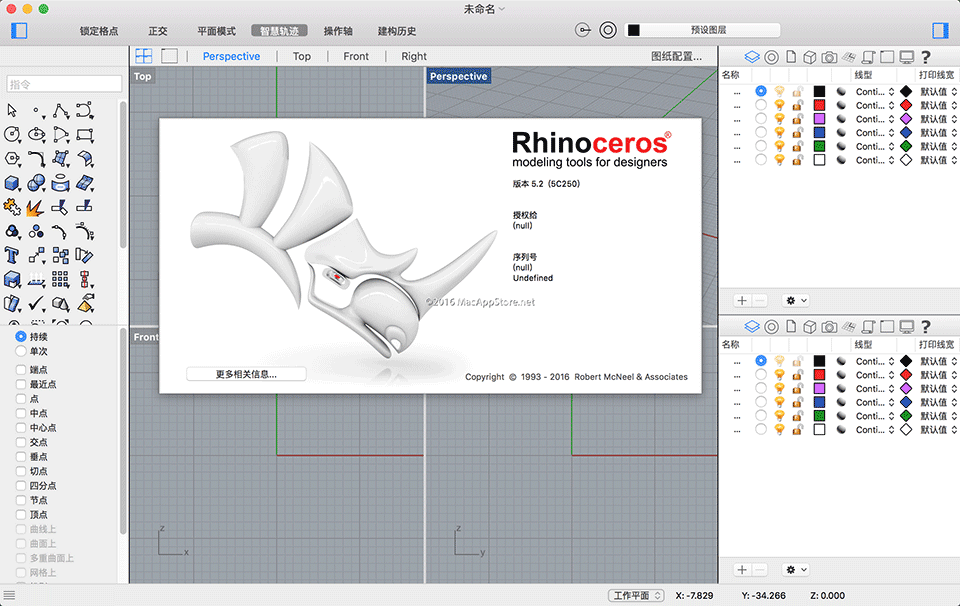 未命名
锁定格点 正交 平面模式 智慧轨迹 操作轴 建构历史 预设图层
Perspective Top Front Right 图纸配置...
指令
Top
Perspective
Front
Rhinoceros®
modeling tools for designers
版本 5.2 (5C250)
授权给
(null)
序列号
(null)
Undefined
©2016 MacAppStore.net
更多相关信息...
Copyright © 1993 - 2016 Robert McNeel & Associates
持续
单次
端点
最近点
点
中点
中心点
交点
垂点
切点
四分点
节点
顶点
曲线上
曲面上
多重曲面上
网格上
z
x
z
y
名称 线型 打印线宽
... Conti... 默认值
... Conti... 默认值
... Conti... 默认值
... Conti... 默认值
... Conti... 默认值
... Conti... 默认值
名称 线型 打印线宽
... Conti... 默认值
... Conti... 默认值
... Conti... 默认值
... Conti... 默认值
... Conti... 默认值
... Conti... 默认值
工作平面 X: -7.829 Y: -34.266 Z: 0.000